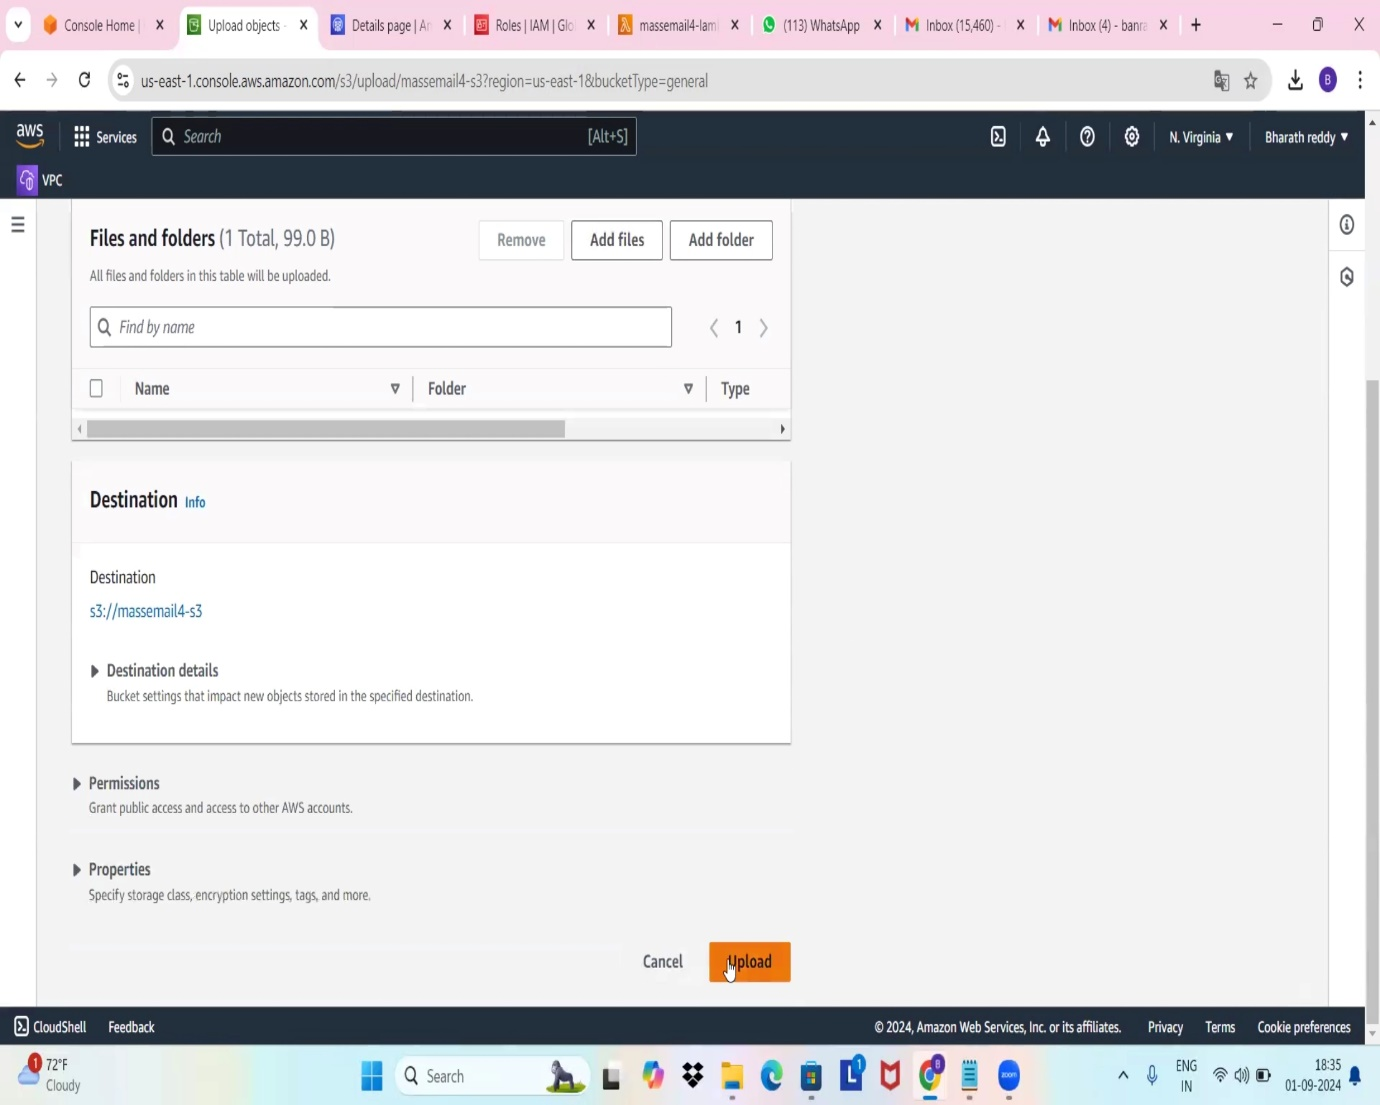 Console Home |
Upload objects -
Details page | A
Roles | IAM | Glo
massemail4-lam
(113) WhatsApp
Inbox (15,460) -
Inbox (4) - banra
us-east-1.console.aws.amazon.com/s3/upload/massemail4-s3?region=us-east-1&bucketType=general
B
aws
Services
Search
[Alt+S]
N. Virginia
Bharath reddy
VPC
Files and folders (1 Total, 99.0 B)
Remove
Add files
Add folder
All files and folders in this table will be uploaded.
Find by name
1
Name
Folder
Type
Destination Info
Destination
s3://massemail4-s3
Destination details
Bucket settings that impact new objects stored in the specified destination.
Permissions
Grant public access and access to other AWS accounts.
Properties
Specify storage class, encryption settings, tags, and more.
Cancel
Upload
CloudShell
Feedback
© 2024, Amazon Web Services, Inc. or its affiliates.
Privacy
Terms
Cookie preferences
1
72°F
Cloudy
Search
1
B
zoom
ENG
IN
18:35
01-09-2024